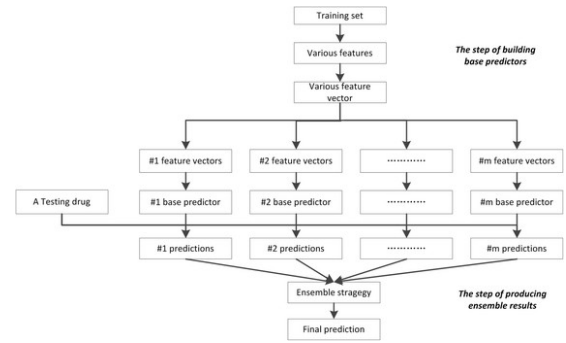 Training set
Various features
The step of building
base predictors
Various feature
vector
#1 feature vectors
#2 feature vectors
............
#m feature vectors
A Testing drug
#1 base predictor
#2 base predictor
............
#m base predictor
#1 predictions
#2 predictions
............
#m predictions
Ensemble stragegy
The step of producing
ensemble results
Final prediction